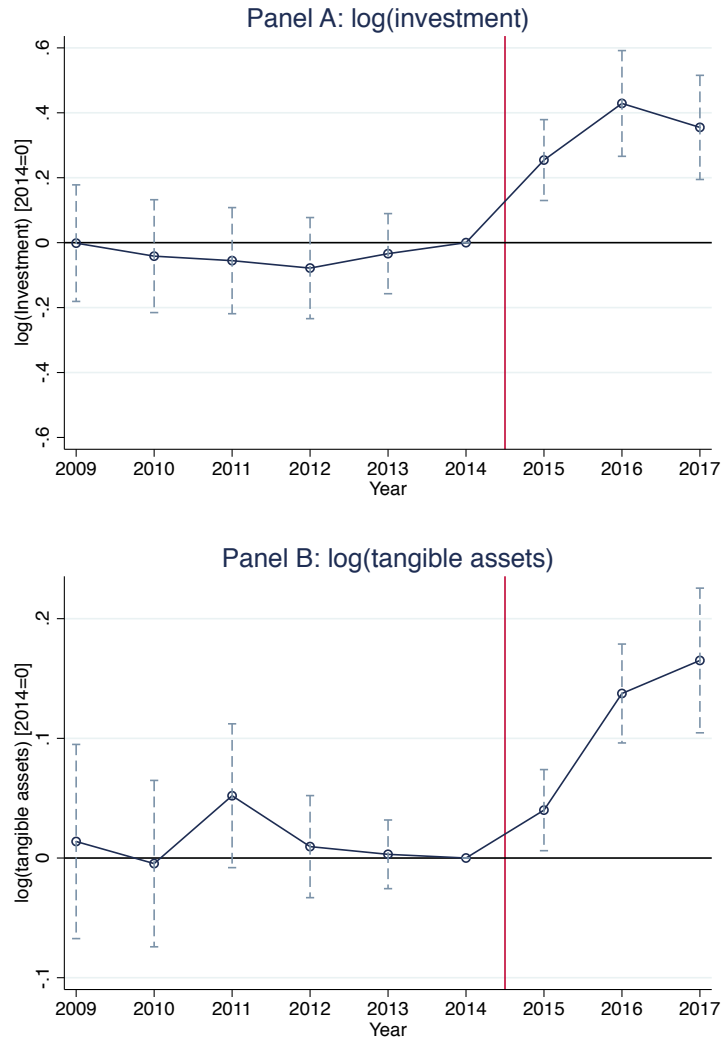 Panel A: log(investment)
log(Investment) [2014=0]
.6
.4
.2
0
-.2
-.4
-.6
2009 2010 2011 2012 2013 2014 2015 2016 2017
Year
Panel B: log(tangible assets)
log(tangible assets) [2014=0]
.2
.1
0
-.1
2009 2010 2011 2012 2013 2014 2015 2016 2017
Year